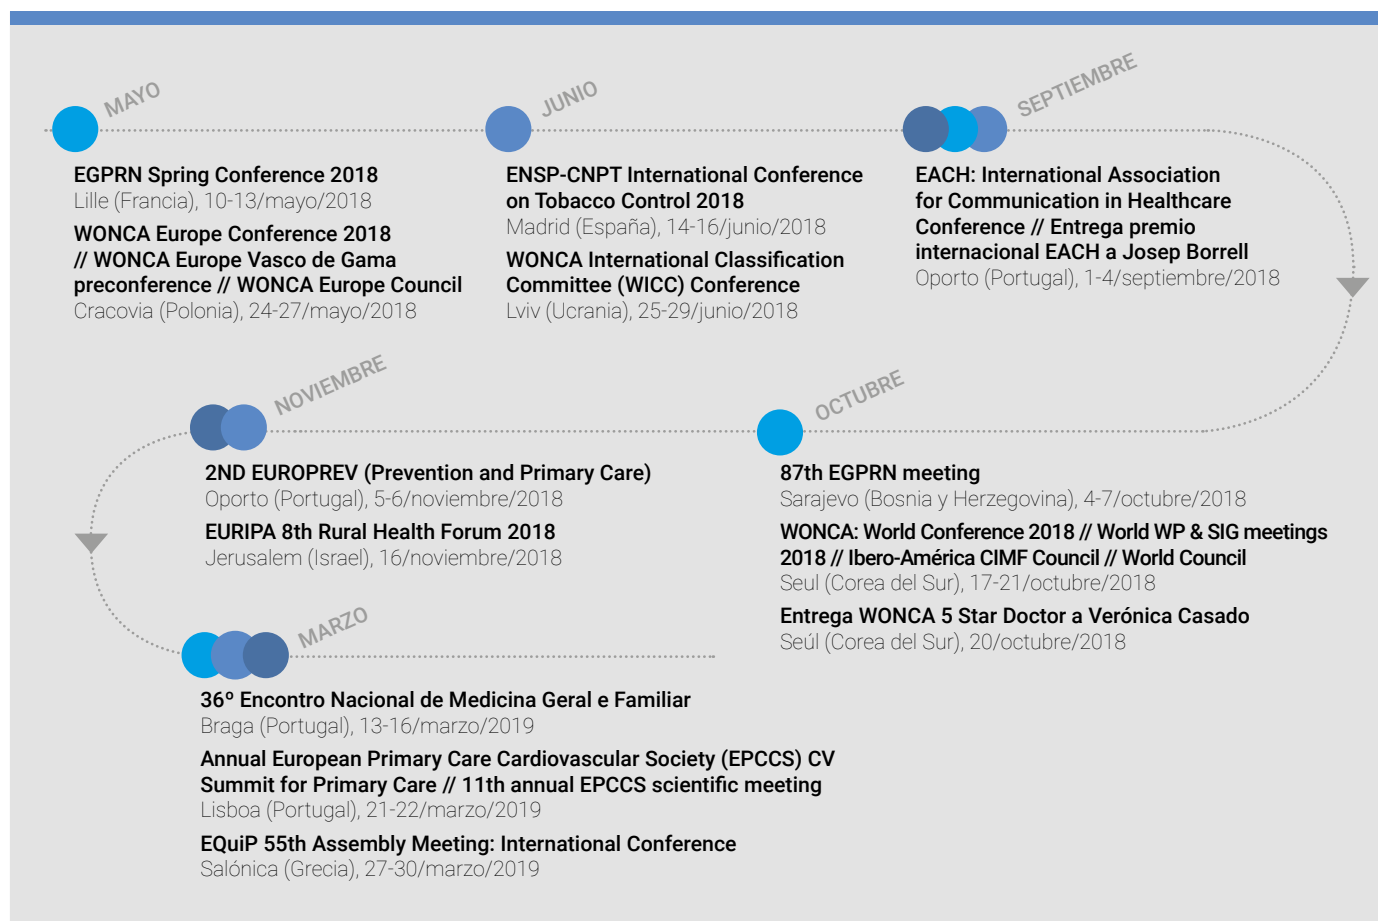 MAYO
EGPRN Spring Conference 2018
Lille (Francia), 10-13/mayo/2018
WONCA Europe Conference 2018
// WONCA Europe Vasco de Gama
preconference // WONCA Europe Council
Cracovia (Polonia), 24-27/mayo/2018
JUNIO
ENSP-CNPT International Conference
on Tobacco Control 2018
Madrid (España), 14-16/junio/2018
WONCA International Classification
Committee (WICC) Conference
Lviv (Ucrania), 25-29/junio/2018
SEPTIEMBRE
EACH: International Association
for Communication in Healthcare
Conference // Entrega premio
internacional EACH a Josep Borrell
Oporto (Portugal), 1-4/septiembre/2018
OCTUBRE
87th EGPRN meeting
Sarajevo (Bosnia y Herzegovina), 4-7/octubre/2018
WONCA: World Conference 2018 // World WP & SIG meetings
2018 // Ibero-América CIMF Council // World Council
Seul (Corea del Sur), 17-21/octubre/2018
Entrega WONCA 5 Star Doctor a Verónica Casado
Seúl (Corea del Sur), 20/octubre/2018
NOVIEMBRE
2ND EUROPREV (Prevention and Primary Care)
Oporto (Portugal), 5-6/noviembre/2018
EURIPA 8th Rural Health Forum 2018
Jerusalem (Israel), 16/noviembre/2018
MARZO
36º Encontro Nacional de Medicina Geral e Familiar
Braga (Portugal), 13-16/marzo/2019
Annual European Primary Care Cardiovascular Society (EPCCS) CV
Summit for Primary Care // 11th annual EPCCS scientific meeting
Lisboa (Portugal), 21-22/marzo/2019
EQuiP 55th Assembly Meeting: International Conference
Salónica (Grecia), 27-30/marzo/2019